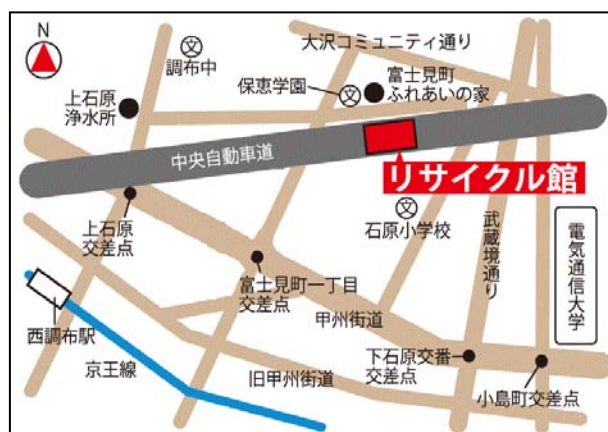 N
大沢コミュニティ通り
調布中
保恵学園
富士見町
ふれあいの家
上石原
浄水所
中央自動車道
リサイクル館
石原小学校
武蔵境通り
電気通信大学
上石原
交差点
富士見町一丁目
交差点
甲州街道
西調布駅
京王線
旧甲州街道
下石原交番
交差点
小島町交差点
文
文
文